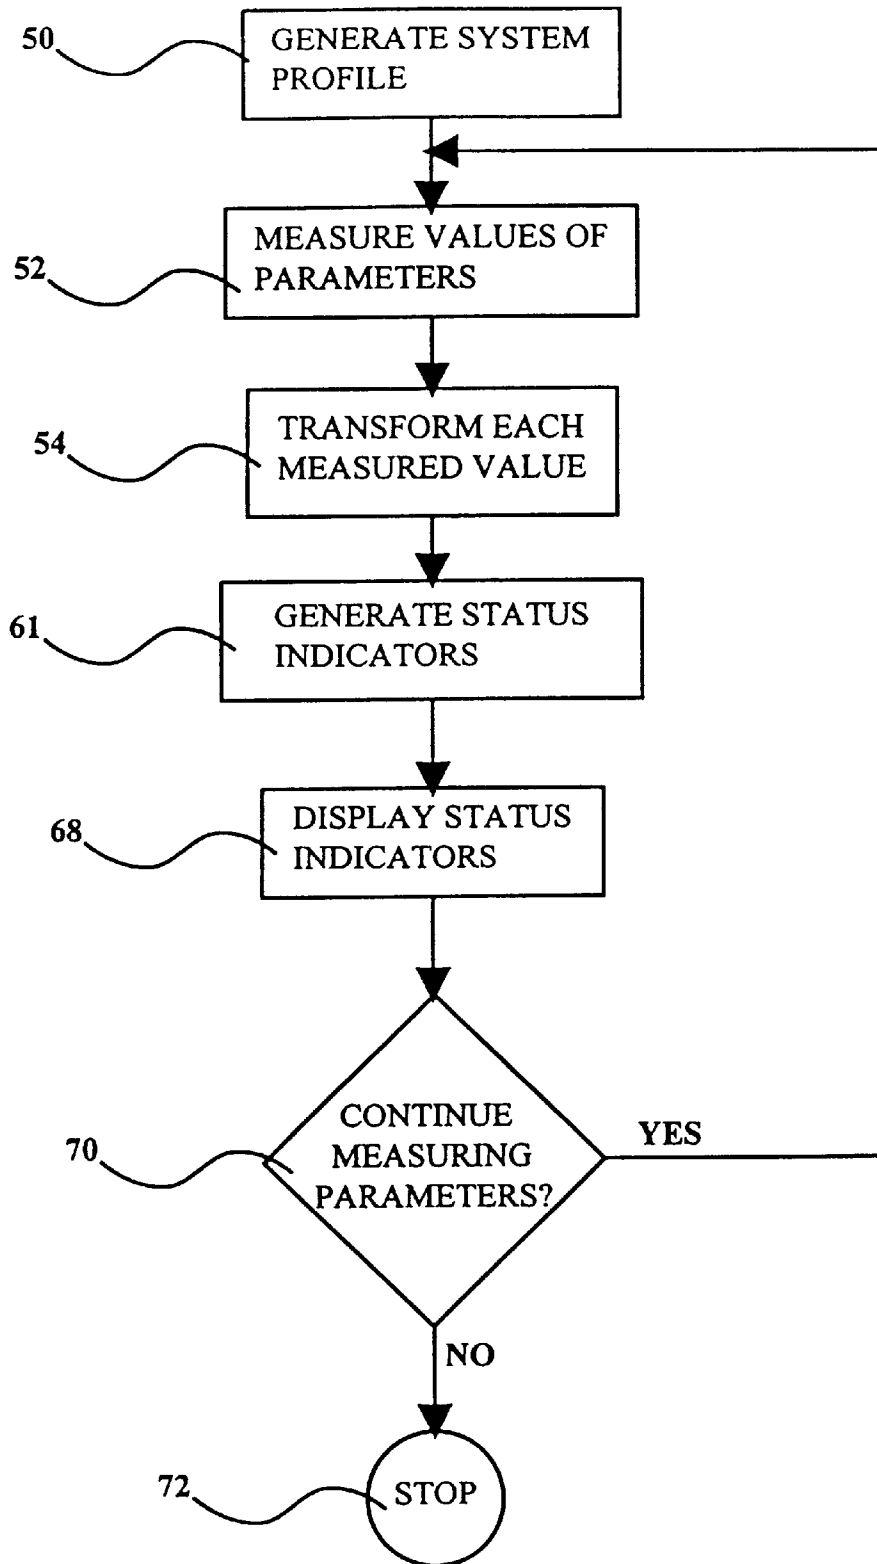 50
GENERATE SYSTEM
PROFILE
52
MEASURE VALUES OF
PARAMETERS
54
TRANSFORM EACH
MEASURED VALUE
61
GENERATE STATUS
INDICATORS
68
DISPLAY STATUS
INDICATORS
70
CONTINUE
MEASURING
PARAMETERS?
YES
NO
72
STOP